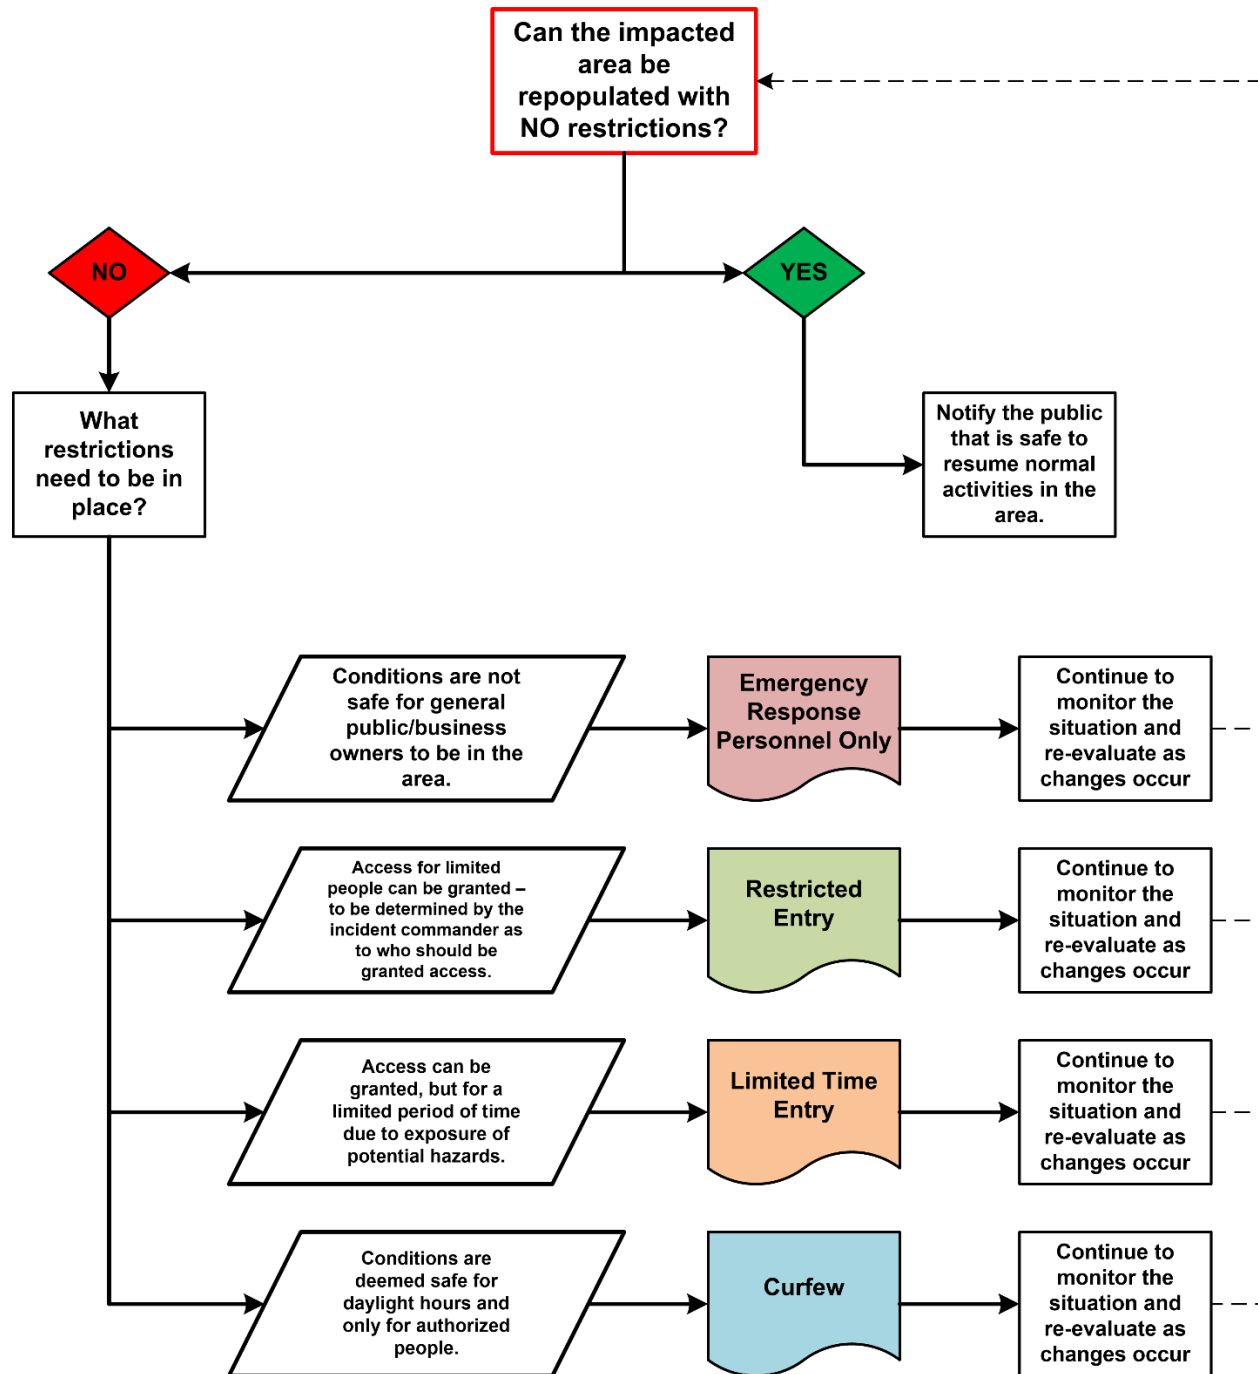 Can the impacted
area be
repopulated with
NO restrictions?
NO
YES
What
restrictions
need to be in
place?
Notify the public
that is safe to
resume normal
activities in the
area.
Conditions are not
safe for general
public/business
owners to be in the
area.
Emergency
Response
Personnel Only
Continue to
monitor the
situation and
re-evaluate as
changes occur
Access for limited
people can be granted –
to be determined by the
incident commander as
to who should be
granted access.
Restricted
Entry
Continue to
monitor the
situation and
re-evaluate as
changes occur
Access can be
granted, but for a
limited period of time
due to exposure of
potential hazards.
Limited Time
Entry
Continue to
monitor the
situation and
re-evaluate as
changes occur
Conditions are
deemed safe for
daylight hours and
only for authorized
people.
Curfew
Continue to
monitor the
situation and
re-evaluate as
changes occur